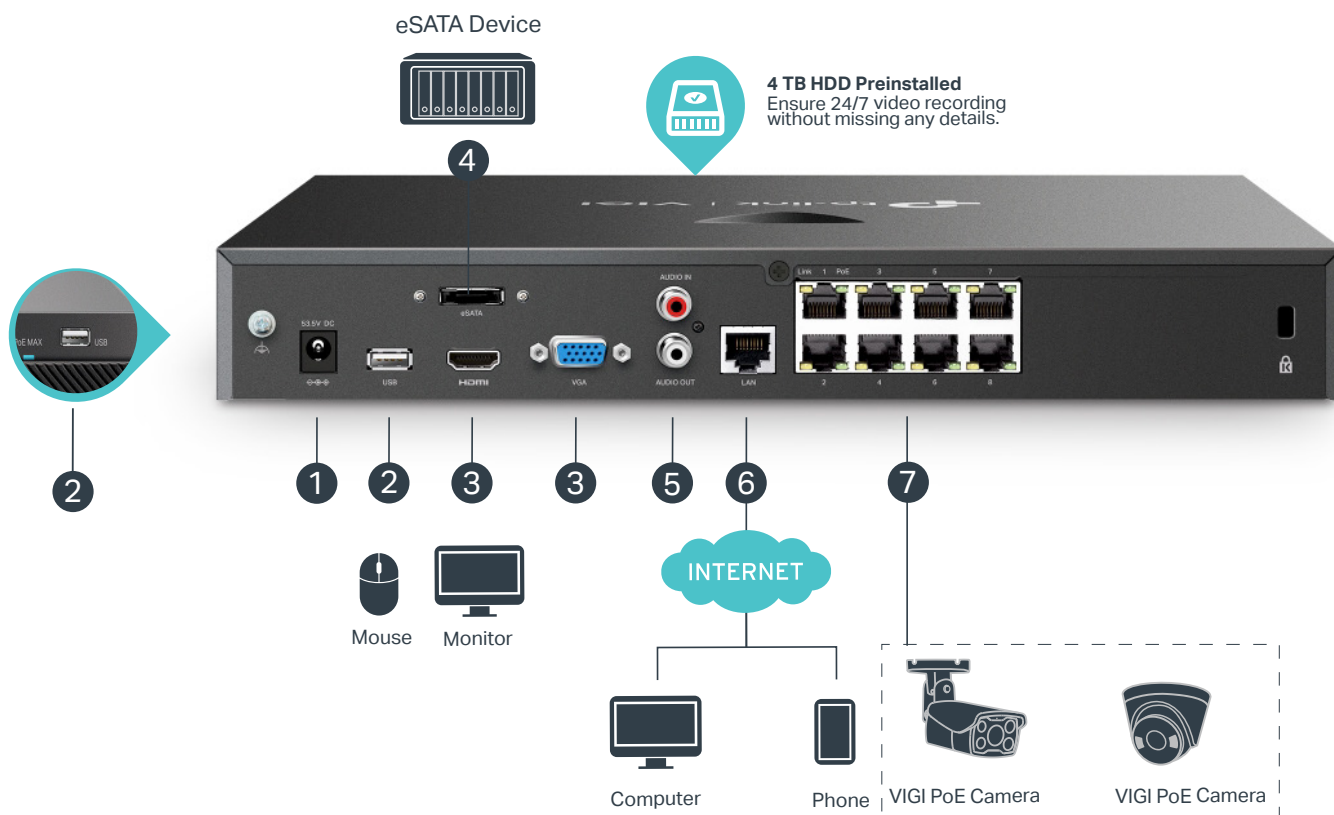 eSATA Device
4 TB HDD Preinstalled
Ensure 24/7 video recording
without missing any details.
4
tp-link | VIGI
AUDIO IN
Link 1 PoE 3 5 7
eSATA
53.5V DC
PoE MAX USB
USB
HDMI
VGA
AUDIO OUT
LAN
2 4 6 8
2
1
2
3
3
5
6
7
INTERNET
Mouse
Monitor
Computer
Phone
VIGI PoE Camera
VIGI PoE Camera